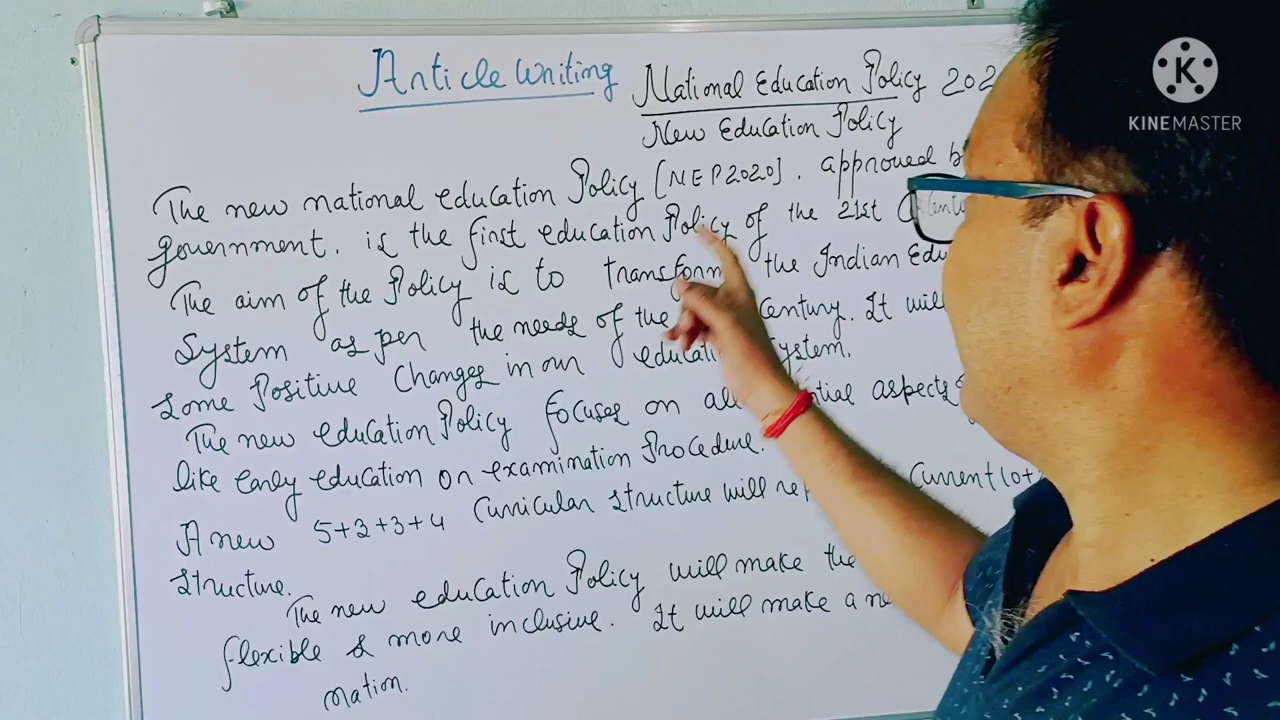 Article Writing
National Education Policy 202
New Education Policy
The new national education Policy [NEP2020], approved b
government, is the first education Policy of the 21st Centu
The aim of the Policy is to transform the Indian Edu
System as per the needs of the Century. It will
some Positive Changes in our education System.
The new education Policy focuses on all aspects
like early education or examination Procedure.
A new 5+3+3+4 Curricular structure will rep Current 10+
structure.
The new education Policy will make the
flexible & more inclusive. It will make a ne
nation.
K
KINEMASTER